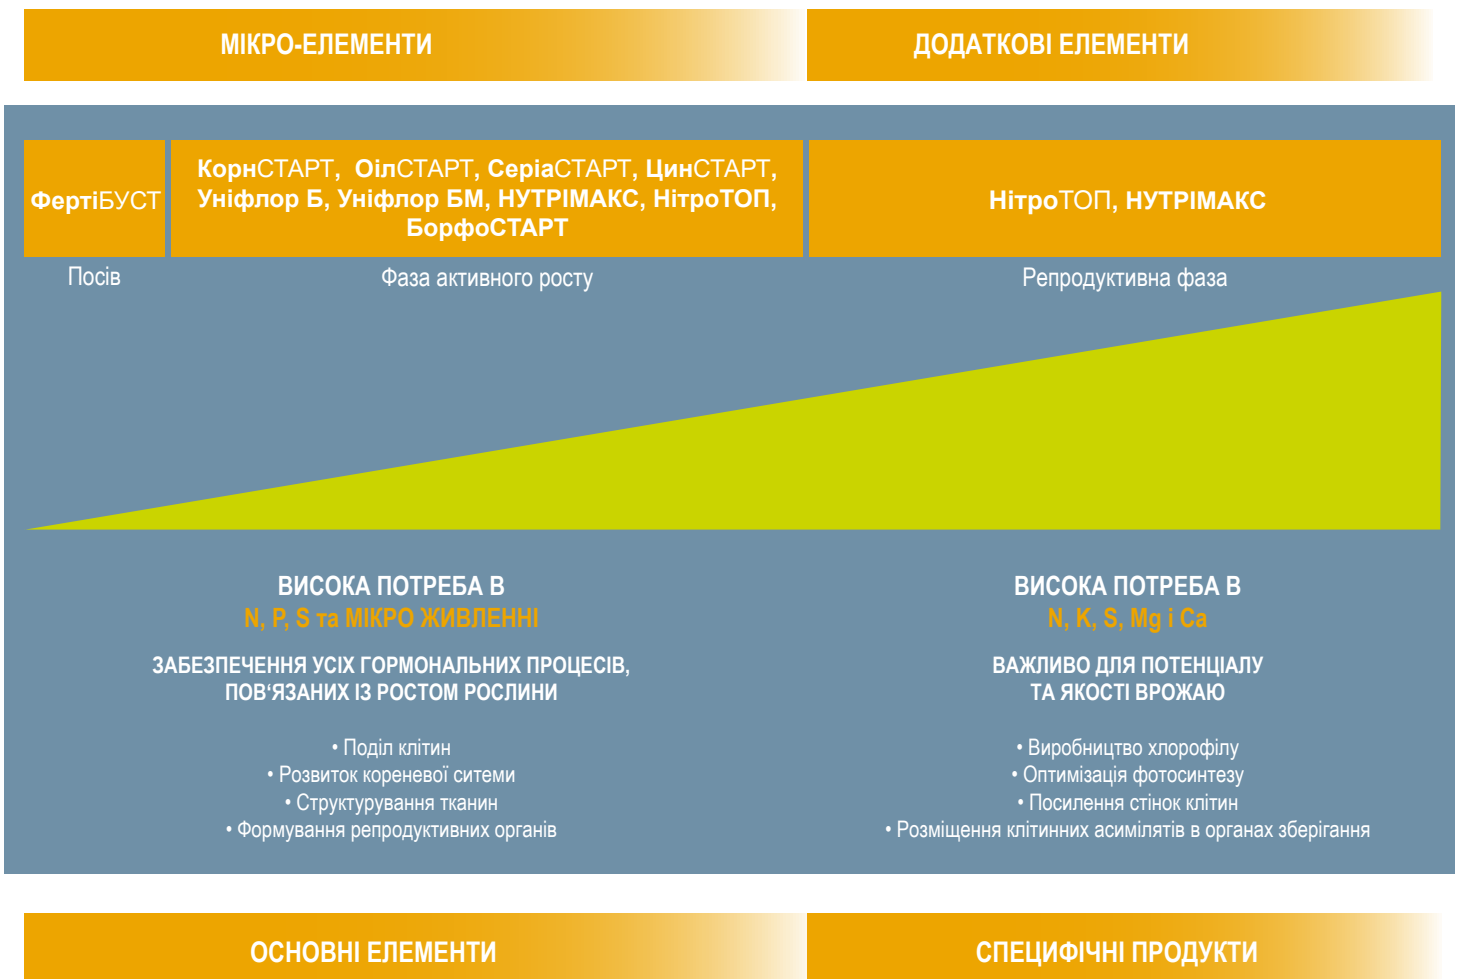 МІКРО-ЕЛЕМЕНТИ
ДОДАТКОВІ ЕЛЕМЕНТИ
ФертіБУСТ
КорнСТАРТ, ОілСТАРТ, СеріаСТАРТ, ЦинСТАРТ,
Уніфлор Б, Уніфлор БМ, НУТРІМАКС, НітроТОП,
БорфоСТАРТ
НітроТОП, НУТРІМАКС
Посів
Фаза активного росту
Репродуктивна фаза
ВИСОКА ПОТРЕБА В
N, P, S та МІКРО ЖИВЛЕННІ
ЗАБЕЗПЕЧЕННЯ УСІХ ГОРМОНАЛЬНИХ ПРОЦЕСІВ,
ПОВ‘ЯЗАНИХ ІЗ РОСТОМ РОСЛИНИ
• Поділ клітин
• Розвиток кореневої ситеми
• Структурування тканин
• Формування репродуктивних органів
ВИСОКА ПОТРЕБА В
N, K, S, Mg і Ca
ВАЖЛИВО ДЛЯ ПОТЕНЦІАЛУ
ТА ЯКОСТІ ВРОЖАЮ
• Виробництво хлорофілу
• Оптимізація фотосинтезу
• Посилення стінок клітин
• Розміщення клітинних асимілятів в органах зберігання
ОСНОВНІ ЕЛЕМЕНТИ
СПЕЦИФІЧНІ ПРОДУКТИ